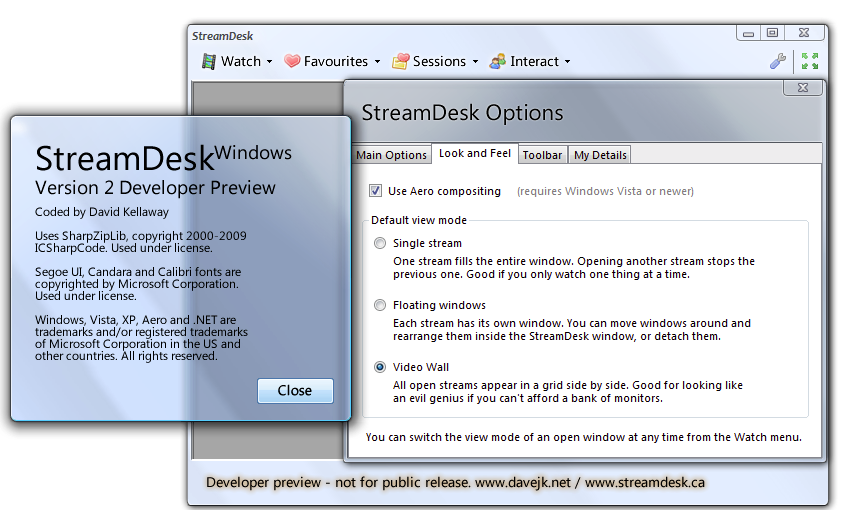 StreamDesk
Watch Favourites Sessions Interact
StreamDesk Options
Main Options Look and Feel Toolbar My Details
Use Aero compositing (requires Windows Vista or newer)
Default view mode
Single stream
One stream fills the entire window. Opening another stream stops the
previous one. Good if you only watch one thing at a time.
Floating windows
Each stream has its own window. You can move windows around and
rearrange them inside the StreamDesk window, or detach them.
Video Wall
All open streams appear in a grid side by side. Good for looking like
an evil genius if you can't afford a bank of monitors.
You can switch the view mode of an open window at any time from the Watch menu.
StreamDesk Windows
Version 2 Developer Preview
Coded by David Kellaway
Uses SharpZipLib, copyright 2000-2009
ICSharpCode. Used under license.
Segoe UI, Candara and Calibri fonts are
copyrighted by Microsoft Corporation.
Used under license.
Windows, Vista, XP, Aero and .NET are
trademarks and/or registered trademarks
of Microsoft Corporation in the US and
other countries. All rights reserved.
Close
Developer preview - not for public release. www.davejk.net / www.streamdesk.ca